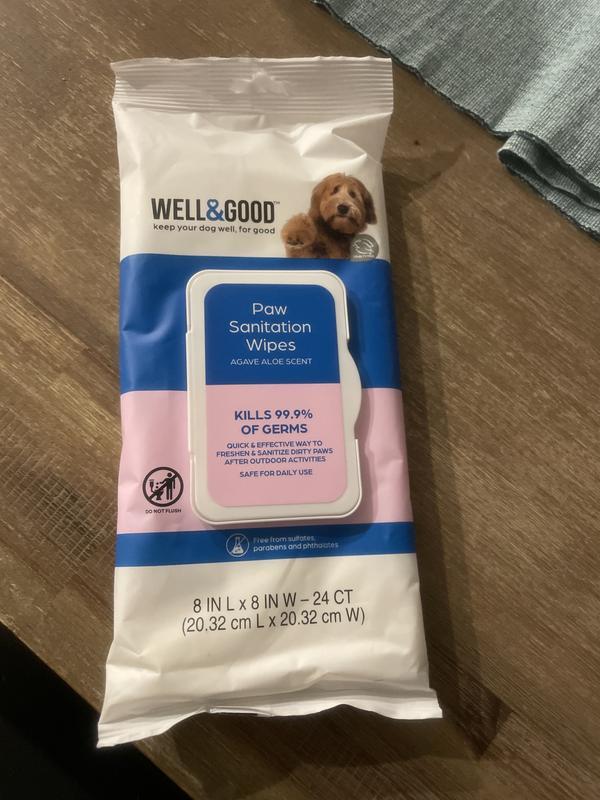 WELL&GOOD™
keep your dog well, for good
Paw
Sanitation
Wipes
AGAVE ALOE SCENT
KILLS 99.9%
OF GERMS
QUICK & EFFECTIVE WAY TO
FRESHEN & SANITIZE DIRTY PAWS
AFTER OUTDOOR ACTIVITIES
SAFE FOR DAILY USE
DO NOT FLUSH
Free from sulfates,
parabens and phthalates
8 IN L x 8 IN W – 24 CT
(20.32 cm L x 20.32 cm W)